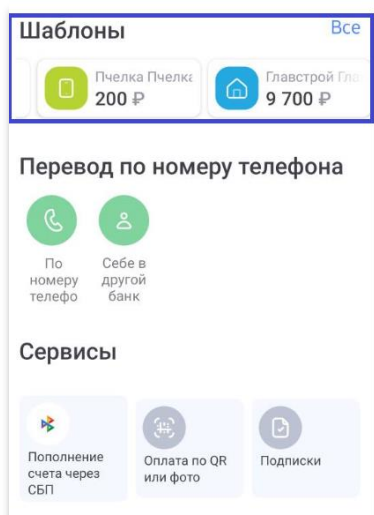 Шаблоны
Все
Пчелка Пчелка
200 ₽
Главстрой Гла
9 700 ₽
Перевод по номеру телефона
По
номеру
телефо
Себе в
другой
банк
Сервисы
Пополнение
счета через
СБП
Оплата по QR
или фото
Подписки